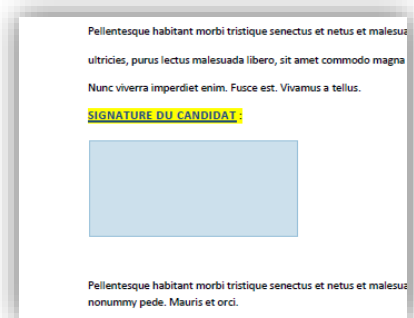 Pellentesque habitant morbi tristique senectus et netus et
ultricies, purus lectus malesuada libero, sit amet commodo magna
Nunc viverra imperdiet enim. Fusce est. Vivamus a tellus.
SIGNATURE DU CANDIDAT :
Pellentesque habitant morbi tristique senectus et netus et
nonummy pede. Mauris et orci.